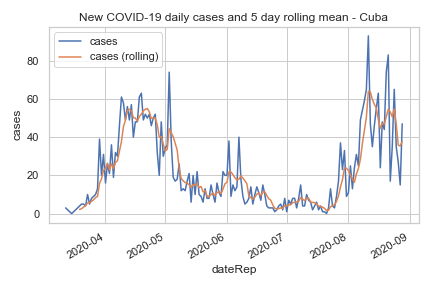 New COVID-19 daily cases and 5 day rolling mean - Cuba
cases
cases (rolling)
80
60
40
20
0
cases
2020-04
2020-05
2020-06
2020-07
2020-08
2020-09
dateRep